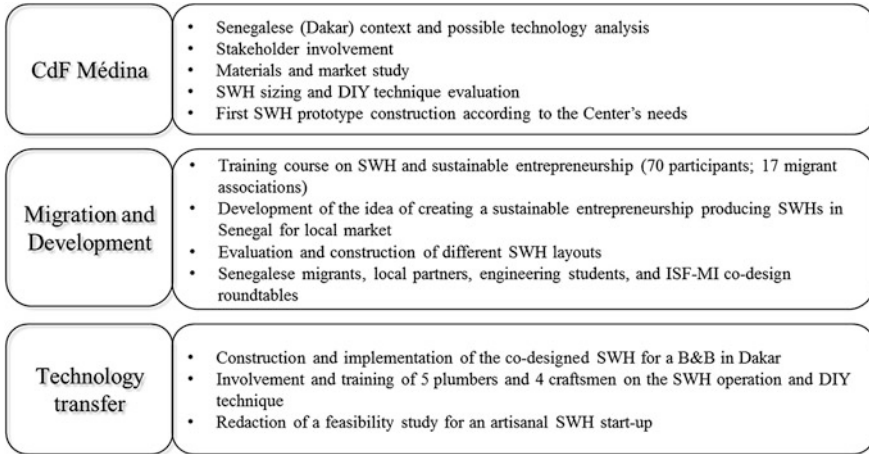 CdF Médina
• Senegalese (Dakar) context and possible technology analysis
• Stakeholder involvement
• Materials and market study
• SWH sizing and DIY technique evaluation
• First SWH prototype construction according to the Center's needs
Migration and
Development
• Training course on SWH and sustainable entrepreneurship (70 participants; 17 migrant
associations)
• Development of the idea of creating a sustainable entrepreneurship producing SWHs in
Senegal for local market
• Evaluation and construction of different SWH layouts
• Senegalese migrants, local partners, engineering students, and ISF-MI co-design
roundtables
Technology
transfer
• Construction and implementation of the co-designed SWH for a B&B in Dakar
• Involvement and training of 5 plumbers and 4 craftsmen on the SWH operation and DIY
technique
• Redaction of a feasibility study for an artisanal SWH start-up